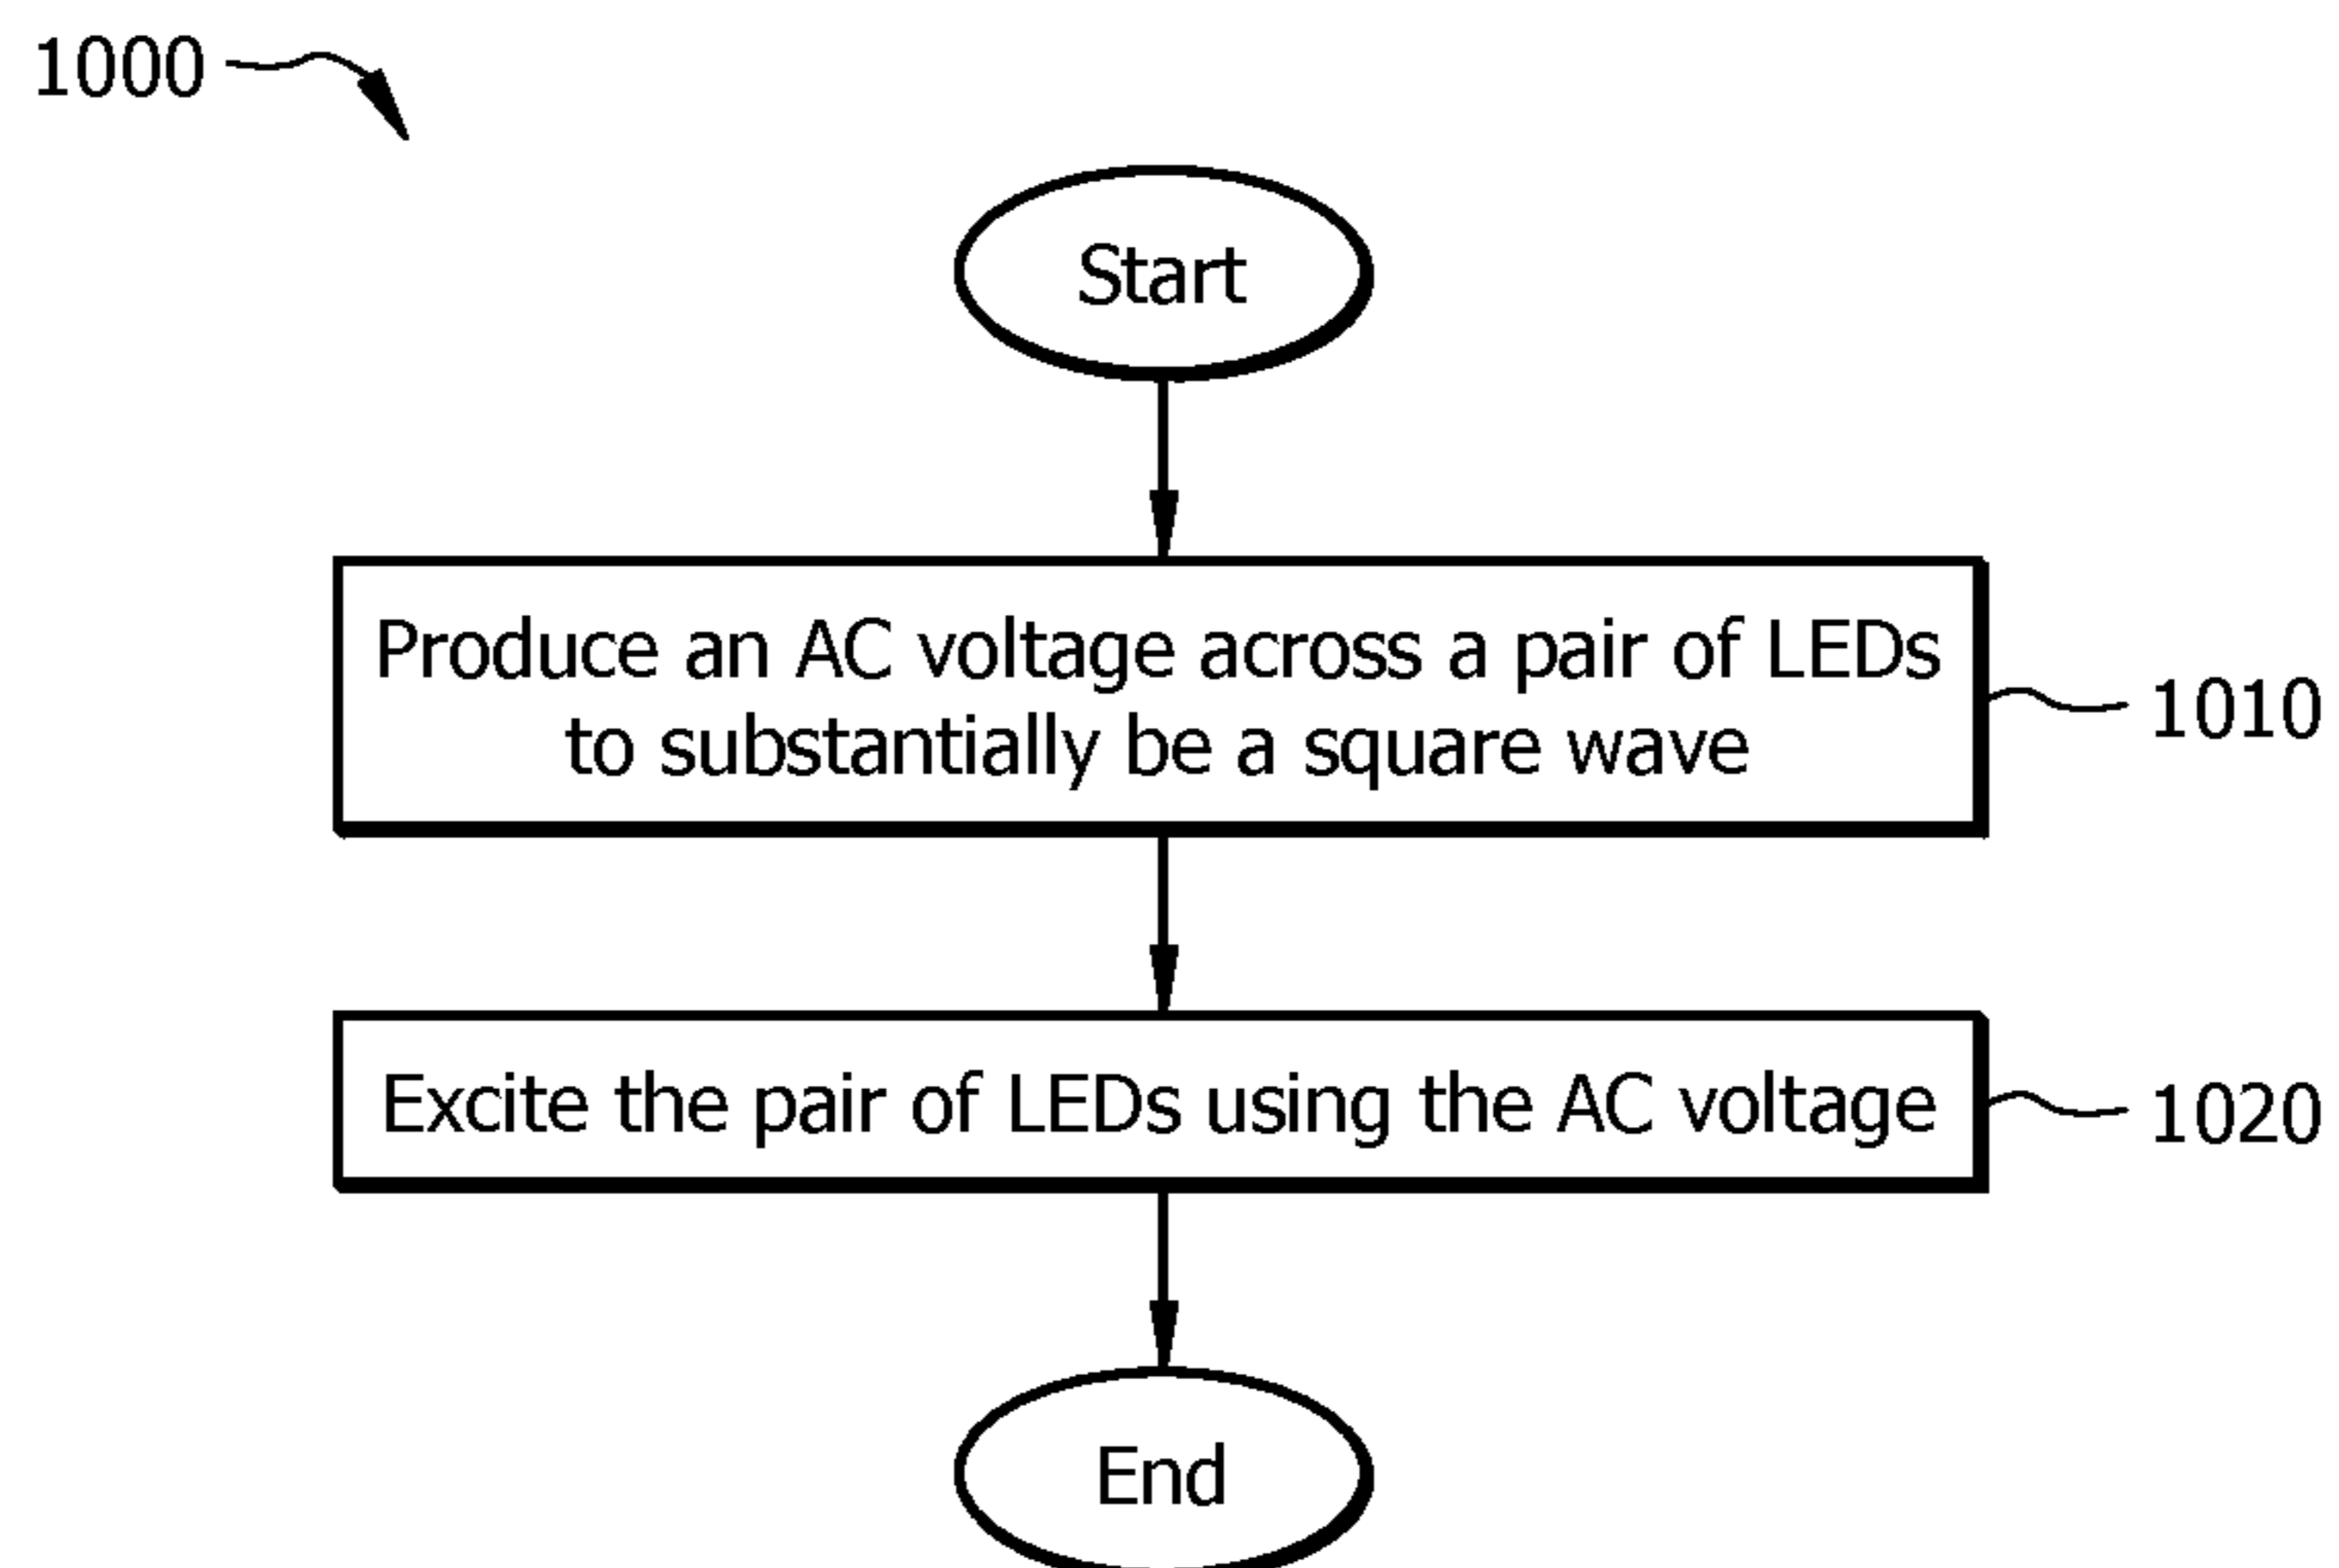 1000
Start
Produce an AC voltage across a pair of LEDs
to substantially be a square wave
1010
Excite the pair of LEDs using the AC voltage
1020
End